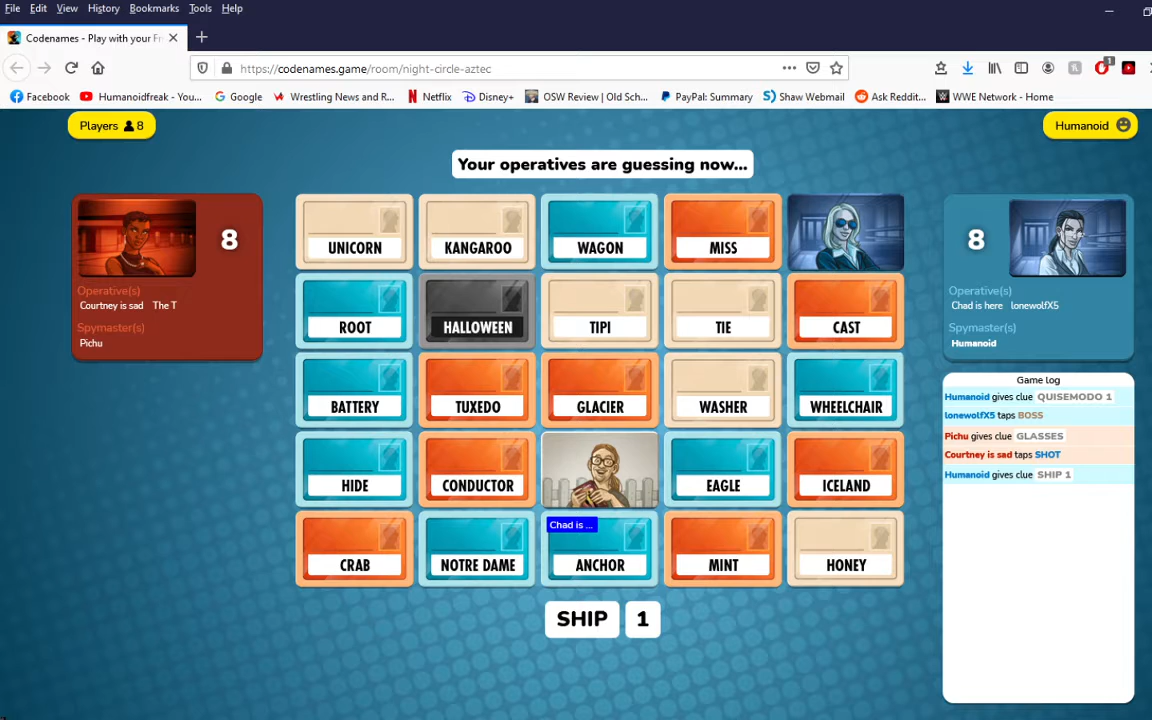 File Edit View History Bookmarks Tools Help
Codenames - Play with your Fr
https://codenames.game/room/night-circle-aztec
1
Facebook Humanoidfreak - You... Google Wrestling News and R... Netflix Disney+ OSW Review | Old Sch... PayPal: Summary Shaw Webmail Ask Reddit... WWE Network - Home
Players 8
Humanoid
Your operatives are guessing now...
8
Operative(s)
Courtney is sad The T
Spymaster(s)
Pichu
UNICORN KANGAROO WAGON MISS
ROOT HALLOWEEN TIPI TIE CAST
BATTERY TUXEDO GLACIER WASHER WHEELCHAIR
HIDE CONDUCTOR EAGLE ICELAND
Chad is ...
CRAB NOTRE DAME ANCHOR MINT HONEY
SHIP 1
8
Operative(s)
Chad is here lonewolfX5
Spymaster(s)
Humanoid
Game log
Humanoid gives clue QUISEMODO 1
lonewolfX5 taps BOSS
Pichu gives clue GLASSES
Courtney is sad taps SHOT
Humanoid gives clue SHIP 1